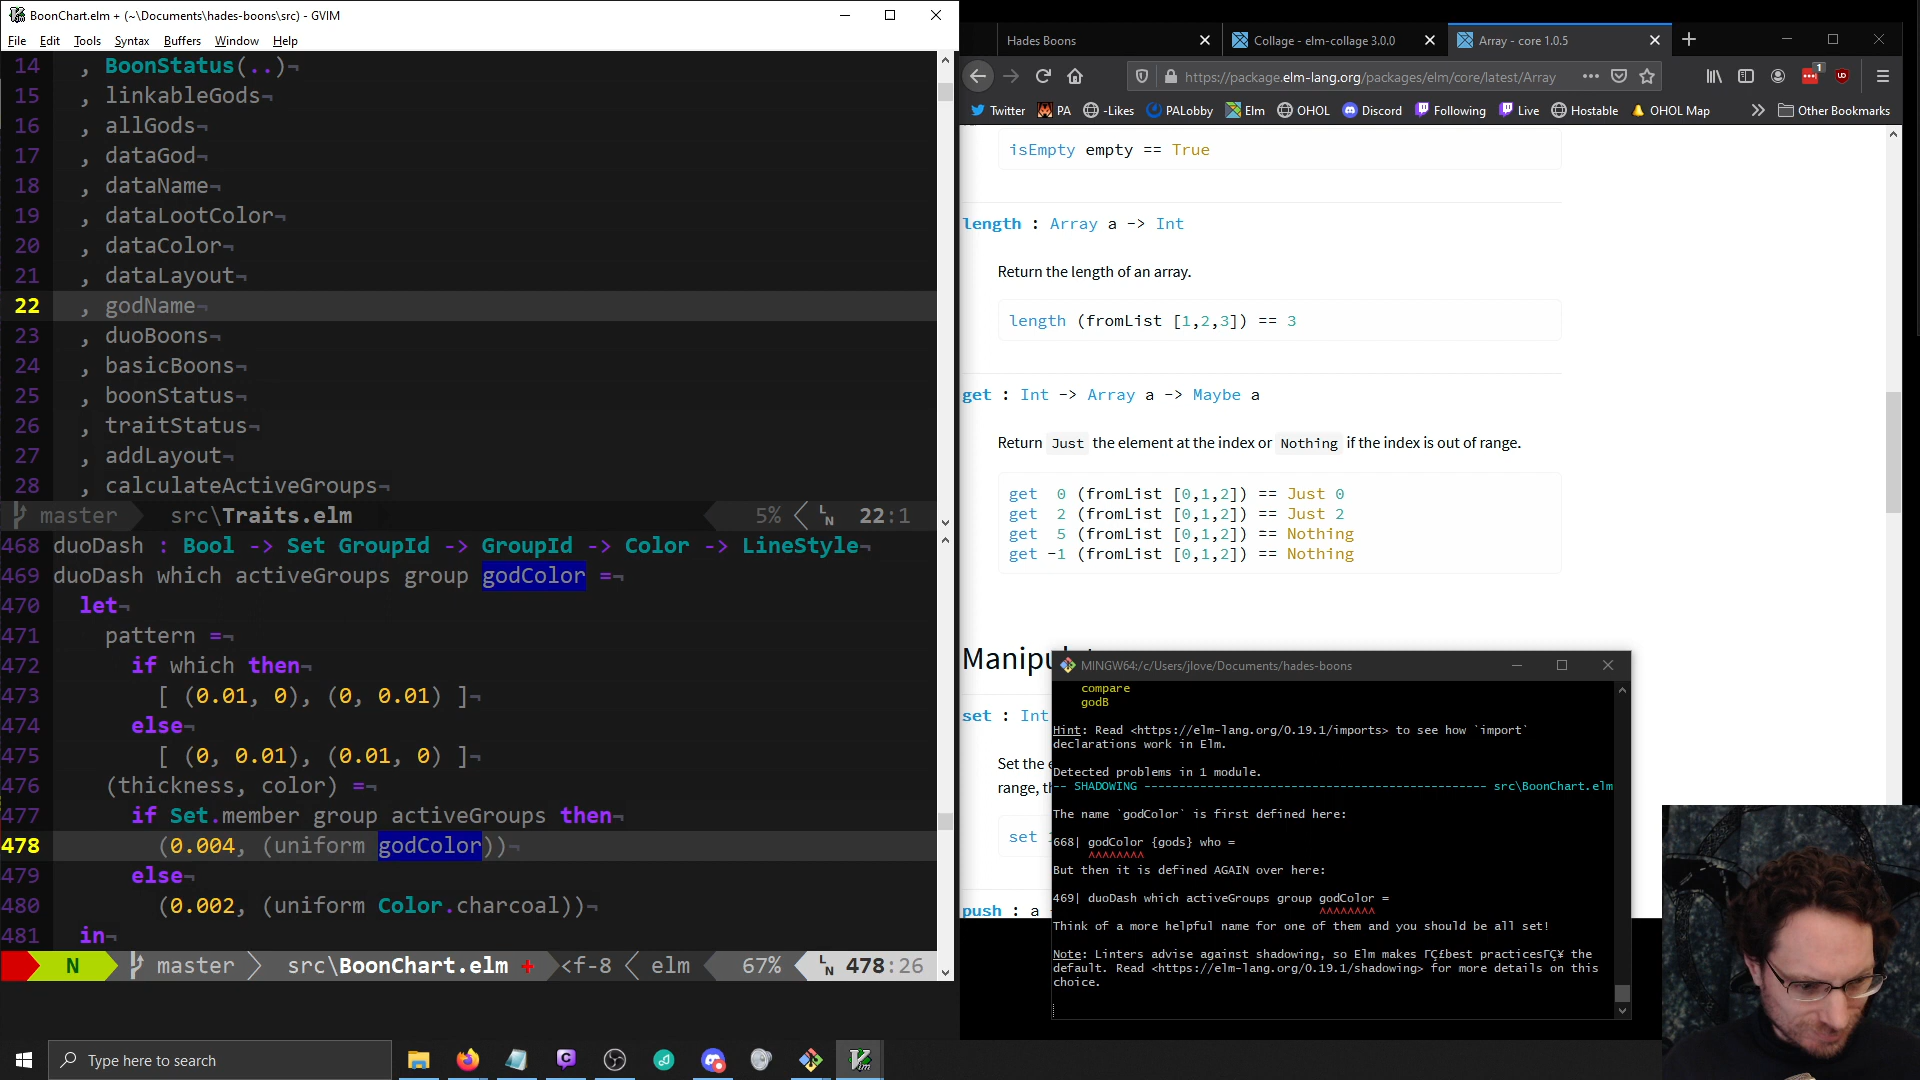 BoonChart.elm + (~\Documents\hades-boons\src) - GVIM
File Edit Tools Syntax Buffers Window Help
14 , BoonStatus(..)¬
15 , linkableGods¬
16 , allGods¬
17 , dataGod¬
18 , dataName¬
19 , dataLootColor¬
20 , dataColor¬
21 , dataLayout¬
22 , godName¬
23 , duoBoons¬
24 , basicBoons¬
25 , boonStatus¬
26 , traitStatus¬
27 , addLayout¬
28 , calculateActiveGroups¬
master src\Traits.elm 5% LN 22:1
468 duoDash : Bool -> Set GroupId -> GroupId -> Color -> LineStyle¬
469 duoDash which activeGroups group godColor =¬
470 let¬
471 pattern =¬
472 if which then¬
473 [ (0.01, 0), (0, 0.01) ]¬
474 else¬
475 [ (0, 0.01), (0.01, 0) ]¬
476 (thickness, color) =¬
477 if Set.member group activeGroups then¬
478 (0.004, (uniform godColor))¬
479 else¬
480 (0.002, (uniform Color.charcoal))¬
481 in¬
N master src\BoonChart.elm + <f-8 elm 67% LN 478:26
Hades Boons
Collage - elm-collage 3.0.0
Array - core 1.0.5
https://package.elm-lang.org/packages/elm/core/latest/Array
1
Twitter PA -Likes PALobby Elm OHOL Discord Following Live Hostable OHOL Map Other Bookmarks
isEmpty empty == True
length : Array a -> Int
Return the length of an array.
length (fromList [1,2,3]) == 3
get : Int -> Array a -> Maybe a
Return Just the element at the index or Nothing if the index is out of range.
get 0 (fromList [0,1,2]) == Just 0
get 2 (fromList [0,1,2]) == Just 2
get 5 (fromList [0,1,2]) == Nothing
get -1 (fromList [0,1,2]) == Nothing
set : Int
Set the
range, 
set
push : a
MINGW64:/c/Users/jlove/Documents/hades-boons
compare
godB
Hint: Read <https://elm-lang.org/0.19.1/imports> to see how `import`
declarations work in Elm.
Detected problems in 1 module.
-- SHADOWING ------------------------------------------------- src\BoonChart.elm
The name `godColor` is first defined here:
668| godColor {gods} who =
^^^^^^^^
But then it is defined AGAIN over here:
469| duoDash which activeGroups group godColor =
^^^^^^^^
Think of a more helpful name for one of them and you should be all set!
Note: Linters advise against shadowing, so Elm makes ΓÇ£best practicesΓÇ¥ the
default. Read <https://elm-lang.org/0.19.1/shadowing> for more details on this
choice.
Type here to search